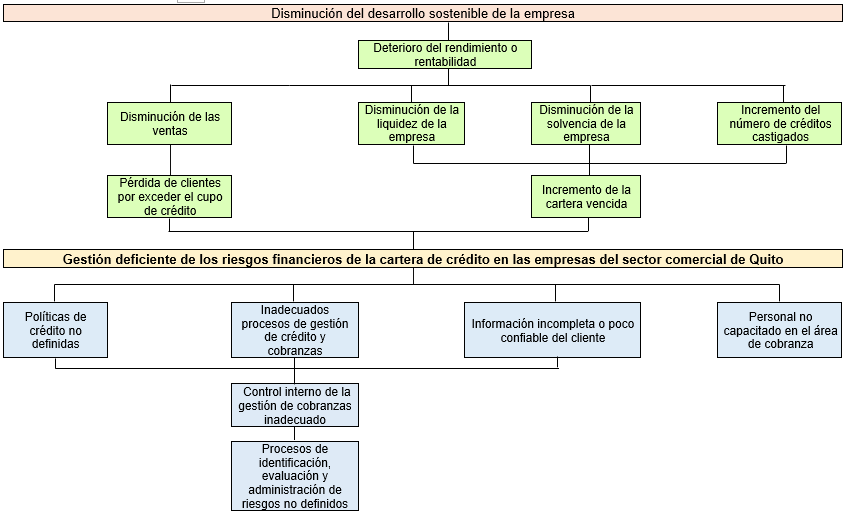 Disminución del desarrollo sostenible de la empresa
Deterioro del rendimiento o
rentabilidad
Disminución de las
ventas
Disminución de la
liquidez de la
empresa
Disminución de la
solvencia de la
empresa
Incremento del
número de créditos
castigados
Pérdida de clientes
por exceder el cupo
de crédito
Incremento de la
cartera vencida
Gestión deficiente de los riesgos financieros de la cartera de crédito en las empresas del sector comercial de Quito
Políticas de
crédito no
definidas
Inadecuados
procesos de gestión
de crédito y
cobranzas
Información incompleta o poco
confiable del cliente
Personal no
capacitado en el área
de cobranza
Control interno de la
gestión de cobranzas
inadecuado
Procesos de
identificación,
evaluación y
administración de
riesgos no definidos